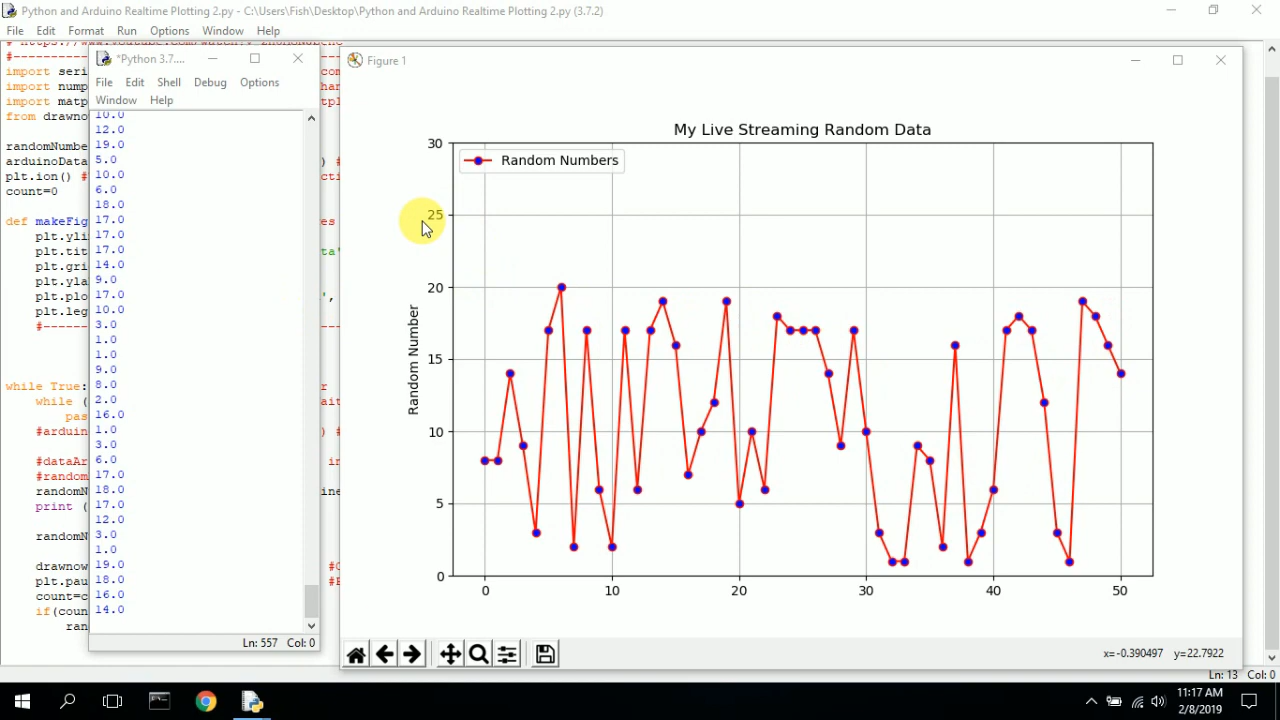 Python and Arduino Realtime Plotting 2.py - C:\Users\Fish\Desktop\Python and Arduino Realtime Plotting 2.py (3.7.2)
File Edit Format Run Options Window Help
import seri
import nump
import matp
from drawno
randomNumbe
arduinoData
plt.ion() #
count=0
def makeFig
plt.yli
plt.tit
plt.gri
plt.yla
plt.plo
plt.leg
#------
while True:
while (
pas
#arduin
#dataAr
#random
randomN
print (
randomN
drawnow
plt.pau
count=c
if(coun
ran
*Python 3.7....
File Edit Shell Debug Options
Window Help
10.0
12.0
19.0
5.0
10.0
6.0
18.0
17.0
17.0
17.0
14.0
9.0
17.0
10.0
3.0
1.0
1.0
9.0
8.0
2.0
16.0
1.0
3.0
6.0
17.0
18.0
17.0
12.0
3.0
1.0
19.0
18.0
16.0
14.0
Ln: 557 Col: 0
Figure 1
My Live Streaming Random Data
Random Numbers
30
25
20
15
10
5
0
Random Number
0 10 20 30 40 50
x=-0.390497 y=22.7922
Ln: 13 Col: 0
11:17 AM
2/8/2019